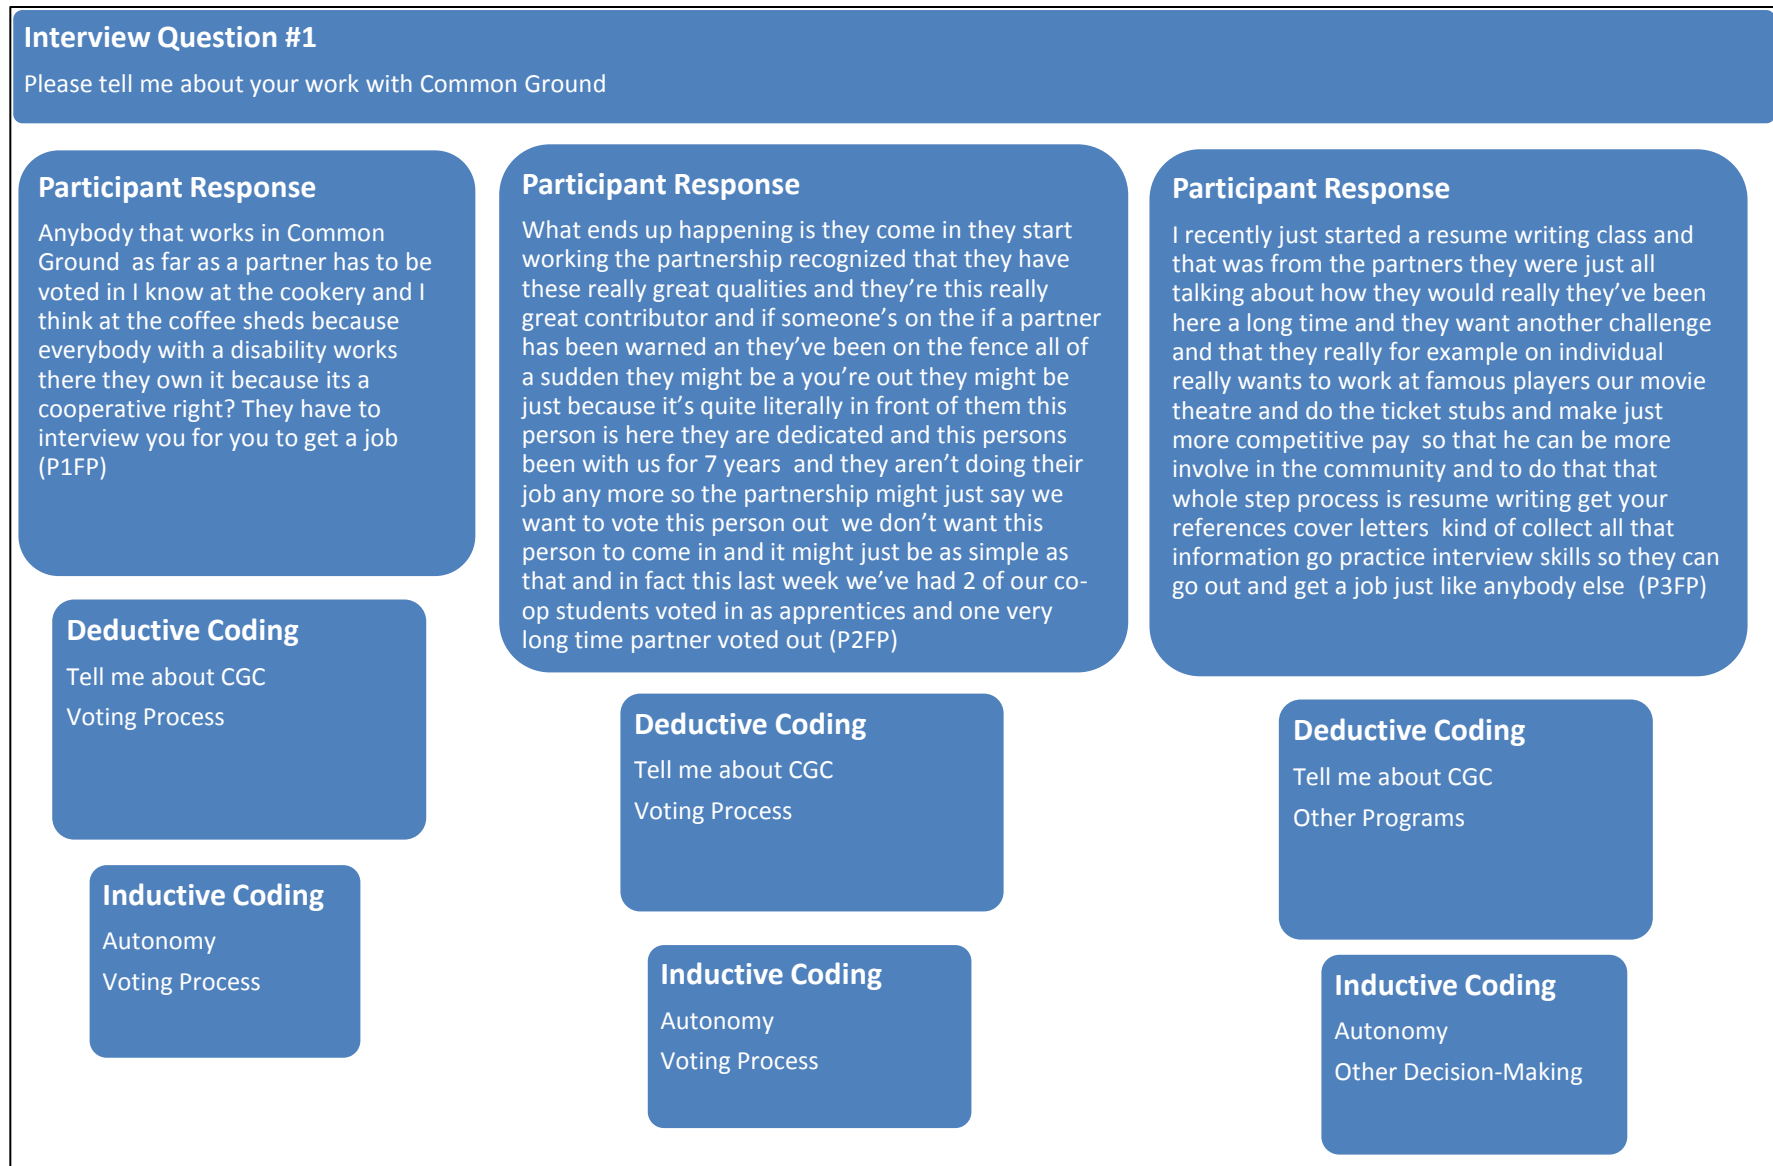 Interview Question #1
Please tell me about your work with Common Ground
Participant Response
Anybody that works in Common
Ground as far as a partner has to be
voted in I know at the cookery and I
think at the coffee sheds because
everybody with a disability works
there they own it because its a
cooperative right? They have to
interview you for you to get a job
(P1FP)
Deductive Coding
Tell me about CGC
Voting Process
Inductive Coding
Autonomy
Voting Process
Participant Response
What ends up happening is they come in they start
working the partnership recognized that they have
these really great qualities and they’re this really
great contributor and if someone’s on the if a partner
has been warned an they’ve been on the fence all of
a sudden they might be a you’re out they might be
just because it’s quite literally in front of them this
person is here they are dedicated and this persons
been with us for 7 years and they aren’t doing their
job any more so the partnership might just say we
want to vote this person out we don’t want this
person to come in and it might just be as simple as
that and in fact this last week we’ve had 2 of our co-
op students voted in as apprentices and one very
long time partner voted out (P2FP)
Deductive Coding
Tell me about CGC
Voting Process
Inductive Coding
Autonomy
Voting Process
Participant Response
I recently just started a resume writing class and
that was from the partners they were just all
talking about how they would really they’ve been
here a long time and they want another challenge
and that they really for example on individual
really wants to work at famous players our movie
theatre and do the ticket stubs and make just
more competitive pay so that he can be more
involve in the community and to do that that
whole step process is resume writing get your
references cover letters kind of collect all that
information go practice interview skills so they can
go out and get a job just like anybody else (P3FP)
Deductive Coding
Tell me about CGC
Other Programs
Inductive Coding
Autonomy
Other Decision-Making